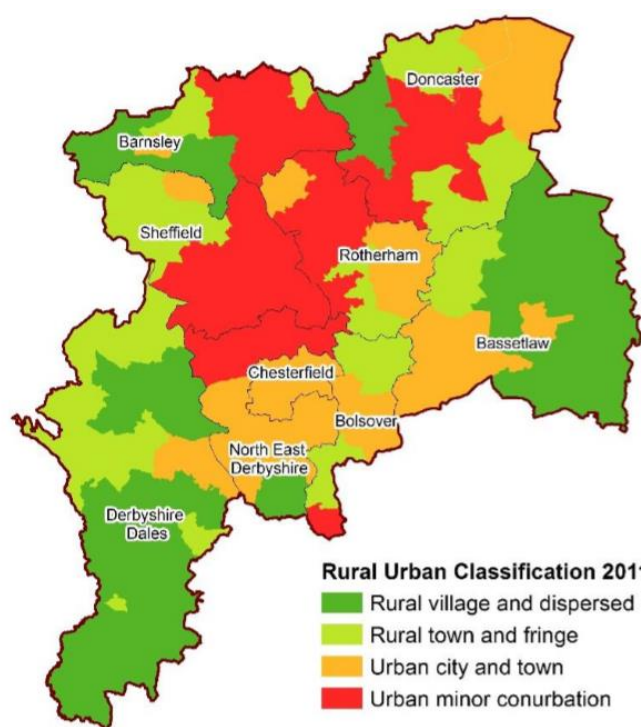 Doncaster
Barnsley
Sheffield
Rotherham
Bassetlaw
Chesterfield
Bolsover
North East
Derbyshire
Derbyshire
Dales
Rural Urban Classification 201
Rural village and dispersed
Rural town and fringe
Urban city and town
Urban minor conurbation